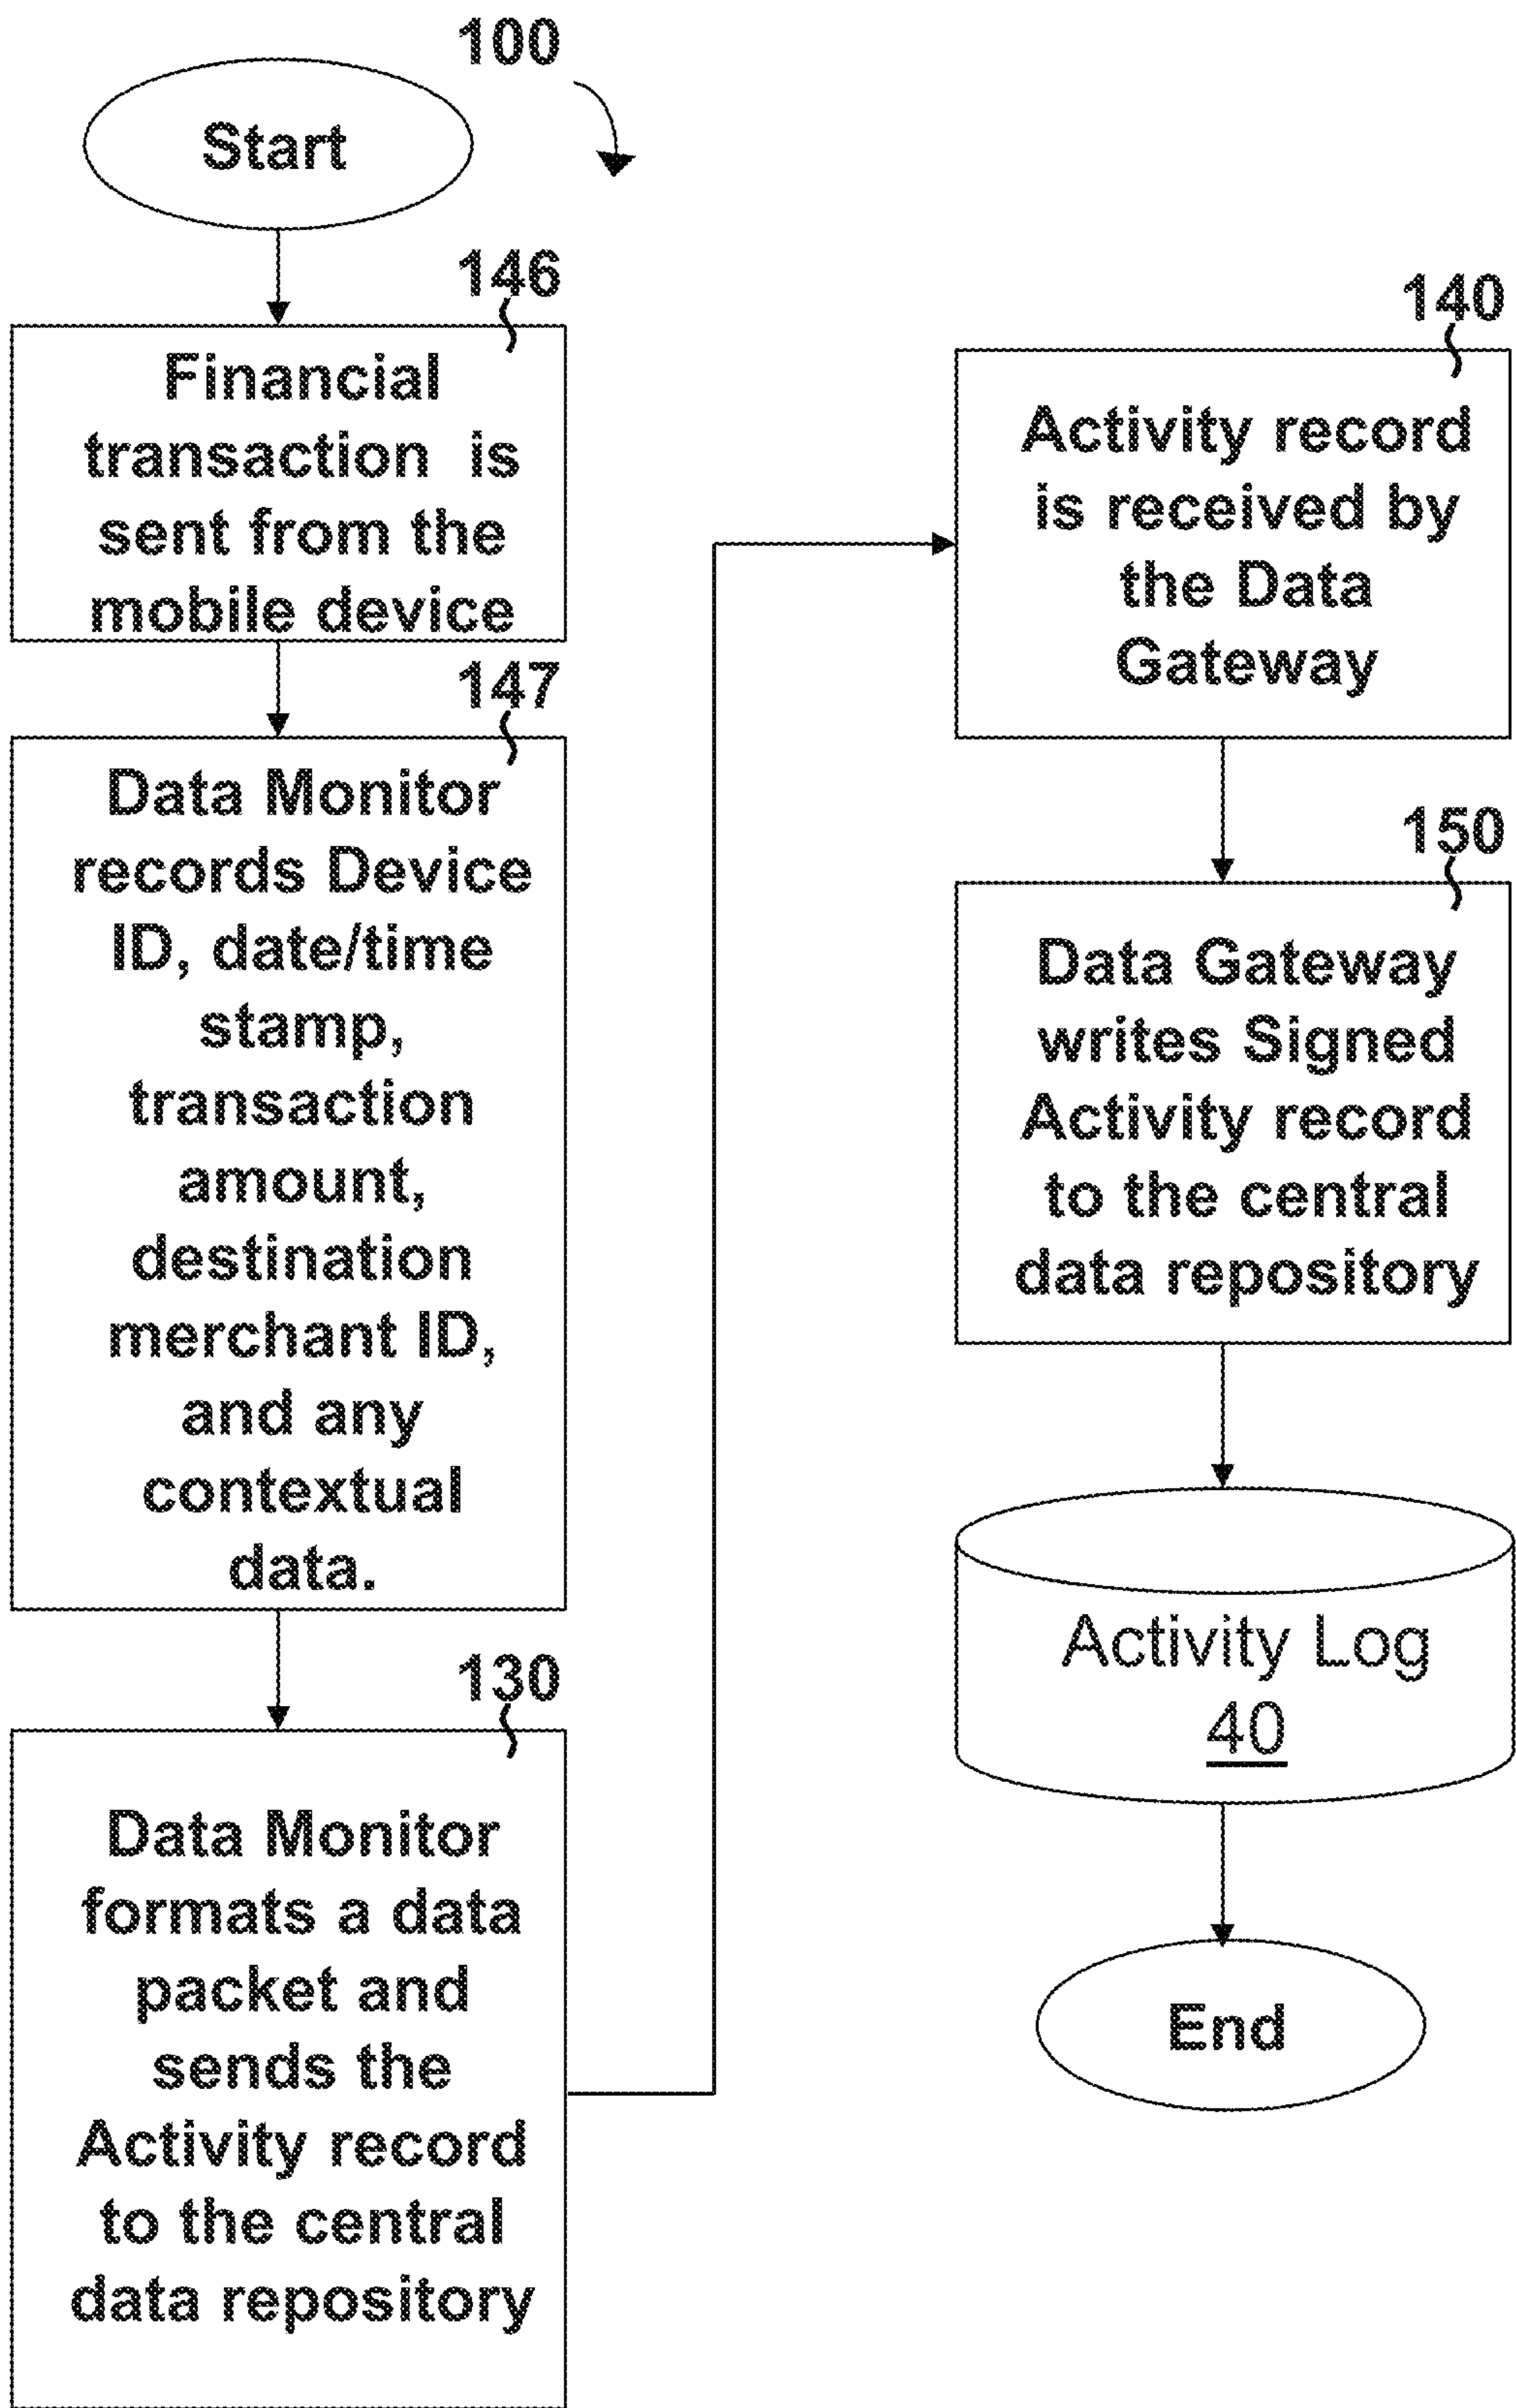 100
Start
146
Financial
transaction is
sent from the
mobile device
147
Data Monitor
records Device
ID, date/time
stamp,
transaction
amount,
destination
merchant ID,
and any
contextual
data.
130
Data Monitor
formats a data
packet and
sends the
Activity record
to the central
data repository
140
Activity record
is received by
the Data
Gateway
150
Data Gateway
writes Signed
Activity record
to the central
data repository
Activity Log
40
End